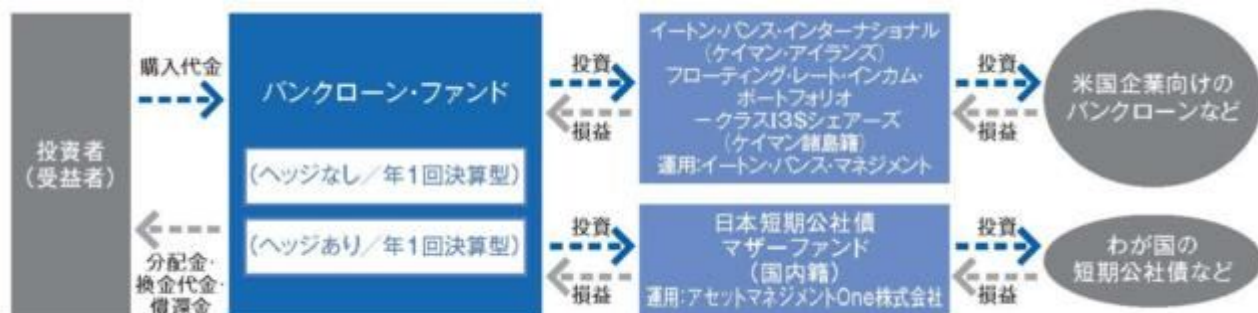 投資者
(受益者)
購入代金
分配金・
換金代金・
償還金
バンクローン・ファンド
(ヘッジなし/年1回決算型)
(ヘッジあり/年1回決算型)
投資
損益
イートン・バンス・インターナショナル
(ケイマン・アイランズ)
フローティング・レート・インカム・
ポートフォリオ
－クラスI3Sシェアーズ
(ケイマン諸島籍)
運用:イートン・バンス・マネジメント
投資
損益
米国企業向けの
バンクローンなど
投資
損益
日本短期公社債
マザーファンド
(国内籍)
運用:アセットマネジメントOne株式会社
投資
損益
わが国の
短期公社債など